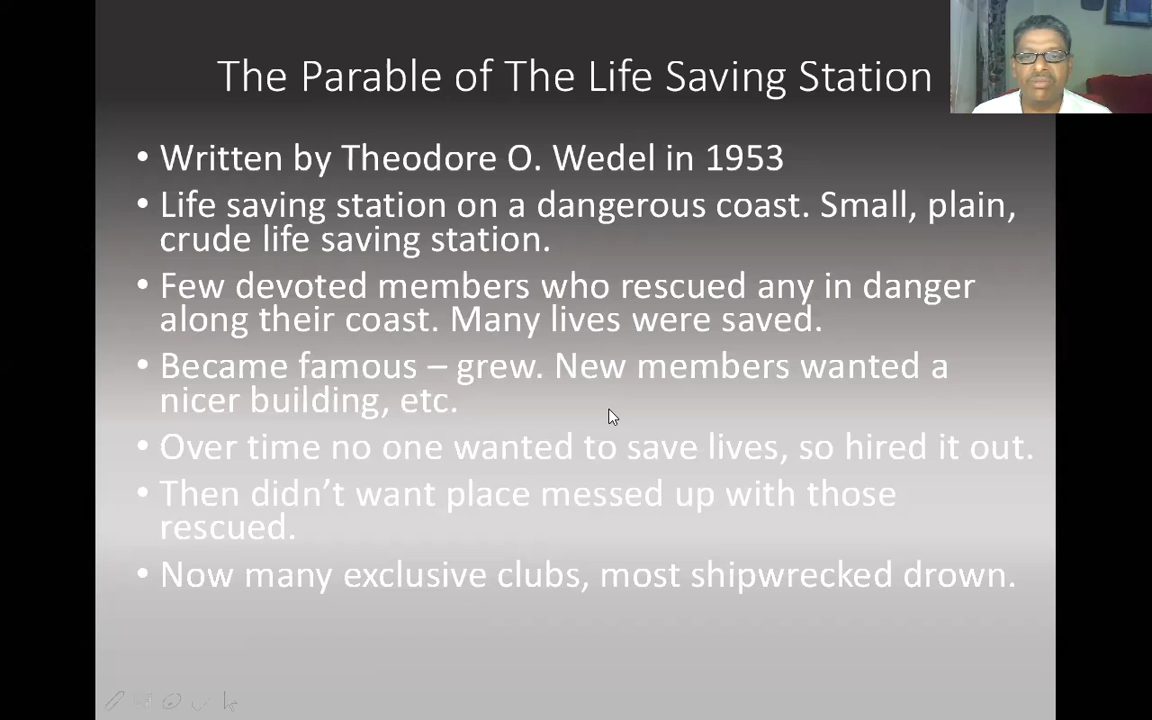 The Parable of The Life Saving Station
• Written by Theodore O. Wedel in 1953
• Life saving station on a dangerous coast. Small, plain,
crude life saving station.
• Few devoted members who rescued any in danger
along their coast. Many lives were saved.
• Became famous – grew. New members wanted a
nicer building, etc.
• Over time no one wanted to save lives, so hired it out.
• Then didn’t want place messed up with those
rescued.
• Now many exclusive clubs, most shipwrecked drown.